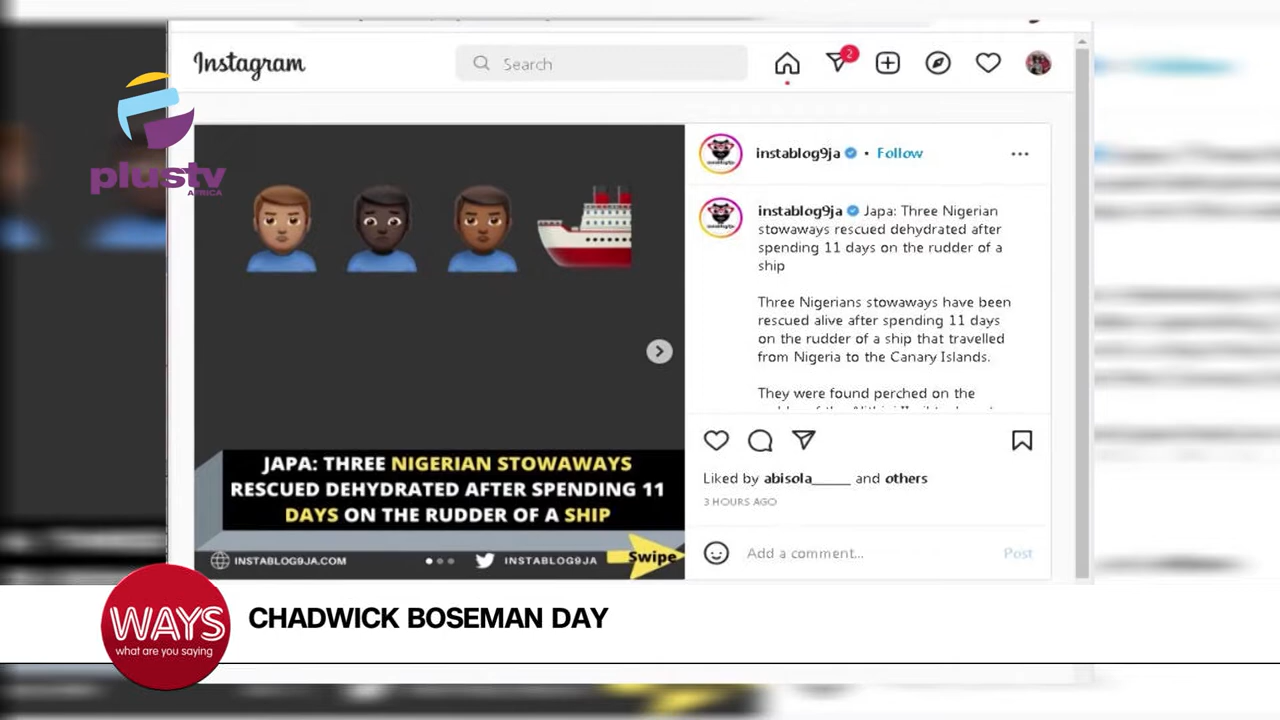 Instagram
Search
2
plustv
AFRICA
instablog9ja • Follow
instablog9ja Japa: Three Nigerian
stowaways rescued dehydrated after
spending 11 days on the rudder of a
ship
Three Nigerians stowaways have been
rescued alive after spending 11 days
on the rudder of a ship that travelled
from Nigeria to the Canary Islands.
They were found perched on the
JAPA: THREE NIGERIAN STOWAWAYS
RESCUED DEHYDRATED AFTER SPENDING 11
DAYS ON THE RUDDER OF A SHIP
INSTABLOG9JA.COM
INSTABLOG9JA
Swipe
Liked by abisola_____ and others
3 HOURS AGO
Add a comment...
Post
WAYS
what are you saying
CHADWICK BOSEMAN DAY